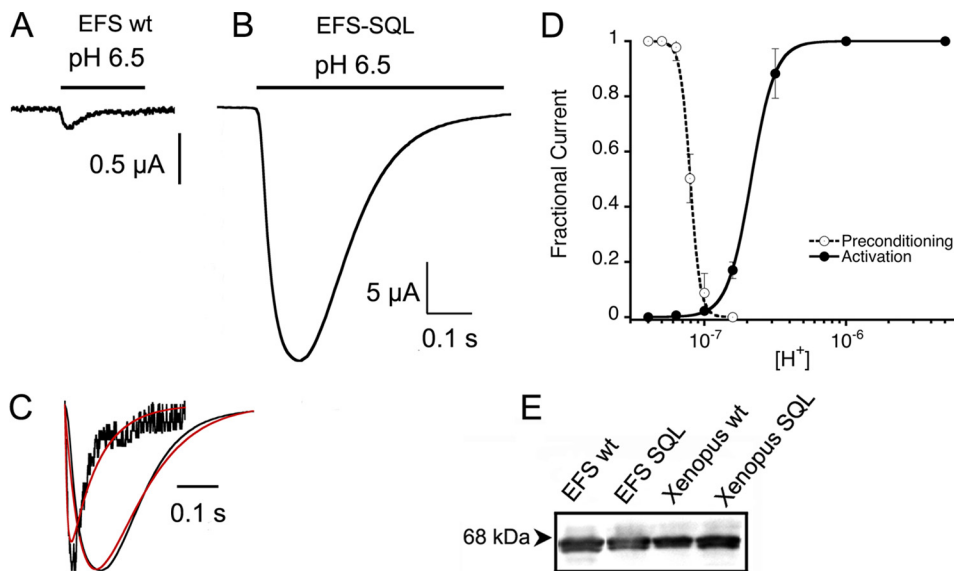 A
EFS wt
pH 6.5
0.5 µA
B
EFS-SQL
pH 6.5
5 µA
0.1 s
C
0.1 s
D
Fractional Current
1
0.8
0.6
0.4
0.2
0
Preconditioning
Activation
10-7
10-6
[H+]
E
EFS wt
EFS SQL
Xenopus wt
Xenopus SQL
68 kDa